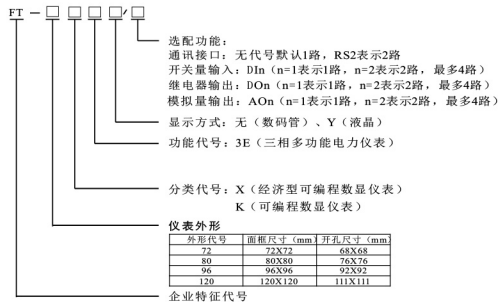 FT-□□□□/□
选配功能：
通讯接口：无代号默认1路，RS2表示2路
开关量输入：DIn（n=1表示1路，n=2表示2路，最多4路）
继电器输出：DOn（n=1表示1路，n=2表示2路，最多4路）
模拟量输出：AOn（n=1表示1路，n=2表示2路，最多4路）
显示方式：无（数码管）、Y（液晶）
功能代号：3E（三相多功能电力仪表）
分类代号：X（经济型可编程数显仪表）
K（可编程数显仪表）
仪表外形
外形代号 面框尺寸（mm） 开孔尺寸（mm）
72 72X72 68X68
80 80X80 76X76
96 96X96 92X92
120 120X120 111X111
企业特征代号